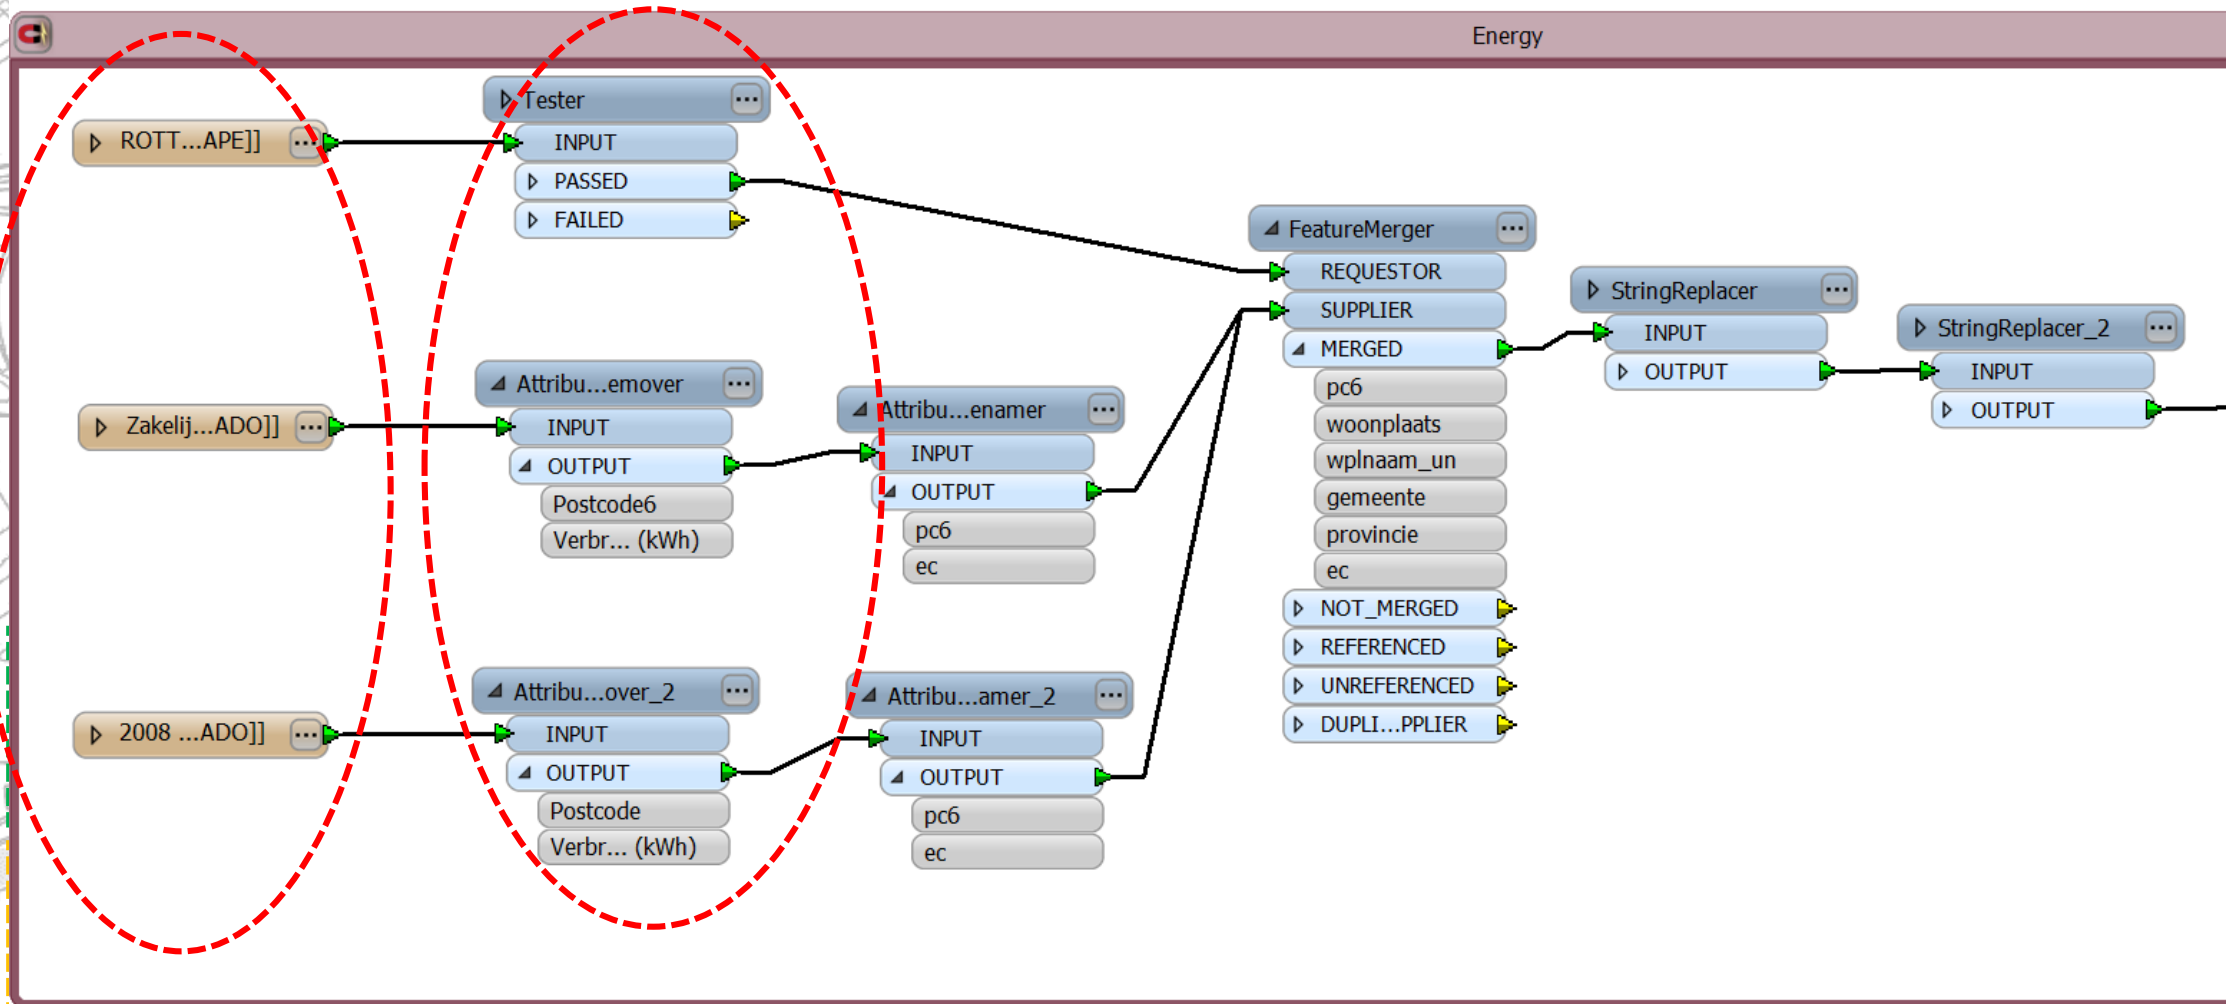 Energy
ROTT...APE]]
Tester
INPUT
PASSED
FAILED
Zakelij...ADO]]
Attribu...emover
INPUT
OUTPUT
Postcode6
Verbr... (kWh)
Attribu...enamer
INPUT
OUTPUT
pc6
ec
2008 ...ADO]]
Attribu...over_2
INPUT
OUTPUT
Postcode
Verbr... (kWh)
Attribu...amer_2
INPUT
OUTPUT
pc6
ec
FeatureMerger
REQUESTOR
SUPPLIER
MERGED
pc6
woonplaats
wplnaam_un
gemeente
provincie
ec
NOT_MERGED
REFERENCED
UNREFERENCED
DUPLI...PPLIER
StringReplacer
INPUT
OUTPUT
StringReplacer_2
INPUT
OUTPUT